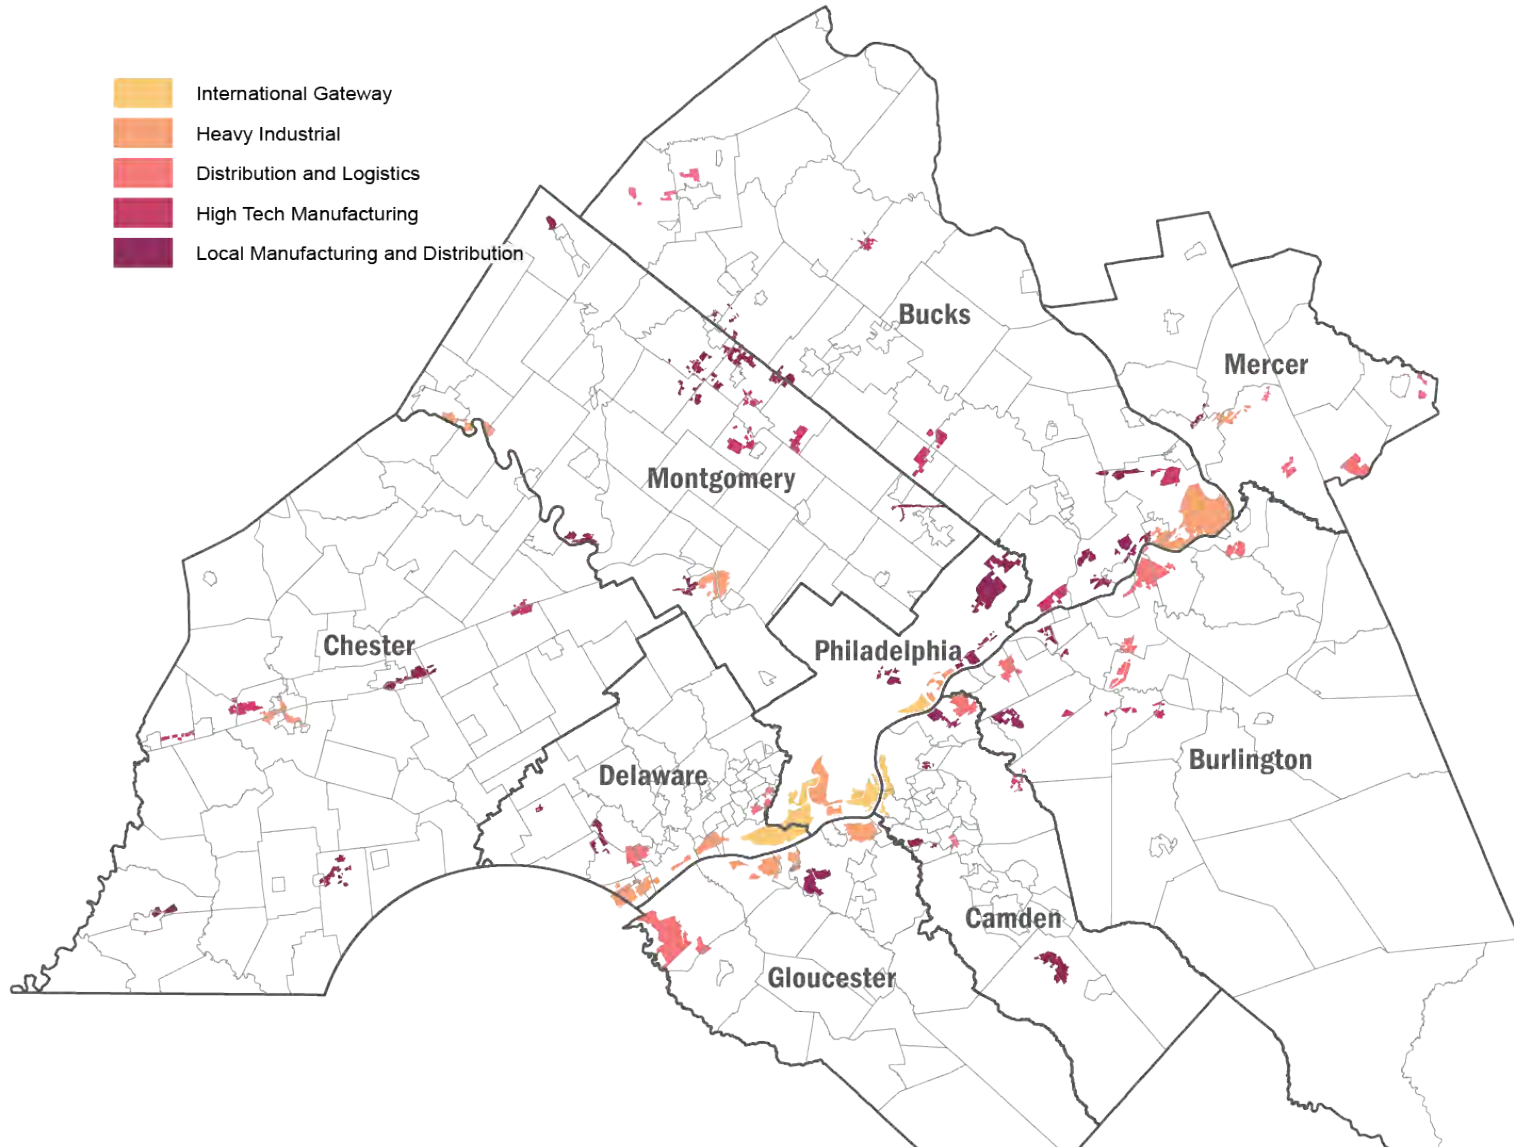 International Gateway
Heavy Industrial
Distribution and Logistics
High Tech Manufacturing
Local Manufacturing and Distribution
Bucks
Mercer
Montgomery
Chester
Philadelphia
Delaware
Burlington
Camden
Gloucester